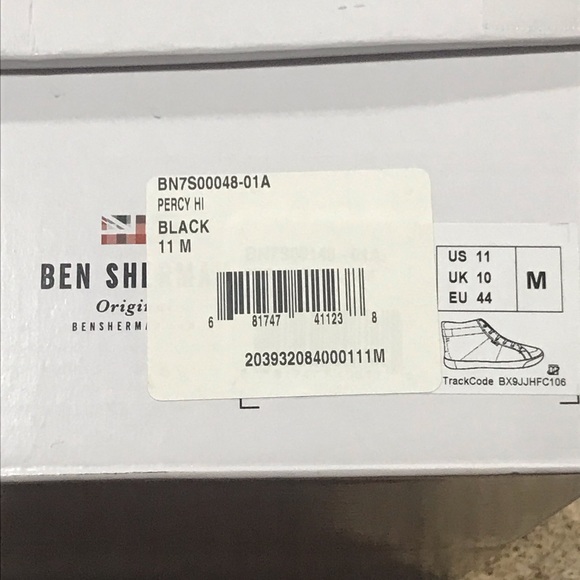 BN7S00048-01A
PERCY HI
BLACK
11 M
BEN SH
Origi
BENSHERMA
6 81747 41123 8
203932084000111M
US 11
UK 10
EU 44
M
TrackCode BX9JJHFC106